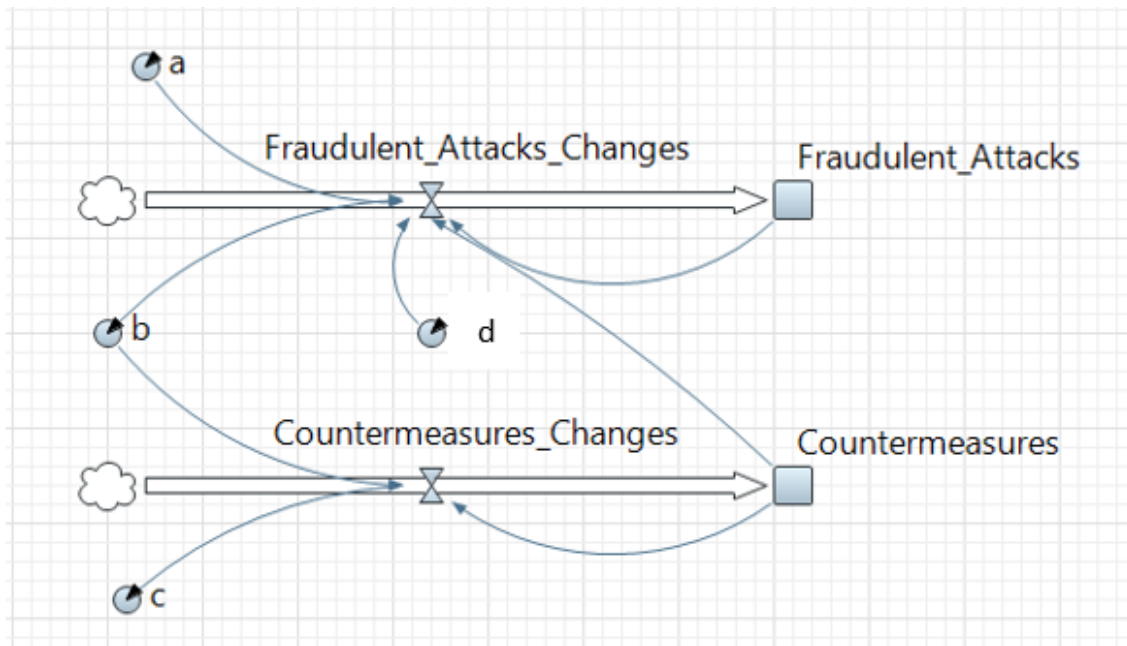 a
Fraudulent_Attacks_Changes
Fraudulent_Attacks
b
d
Countermeasures_Changes
Countermeasures
c